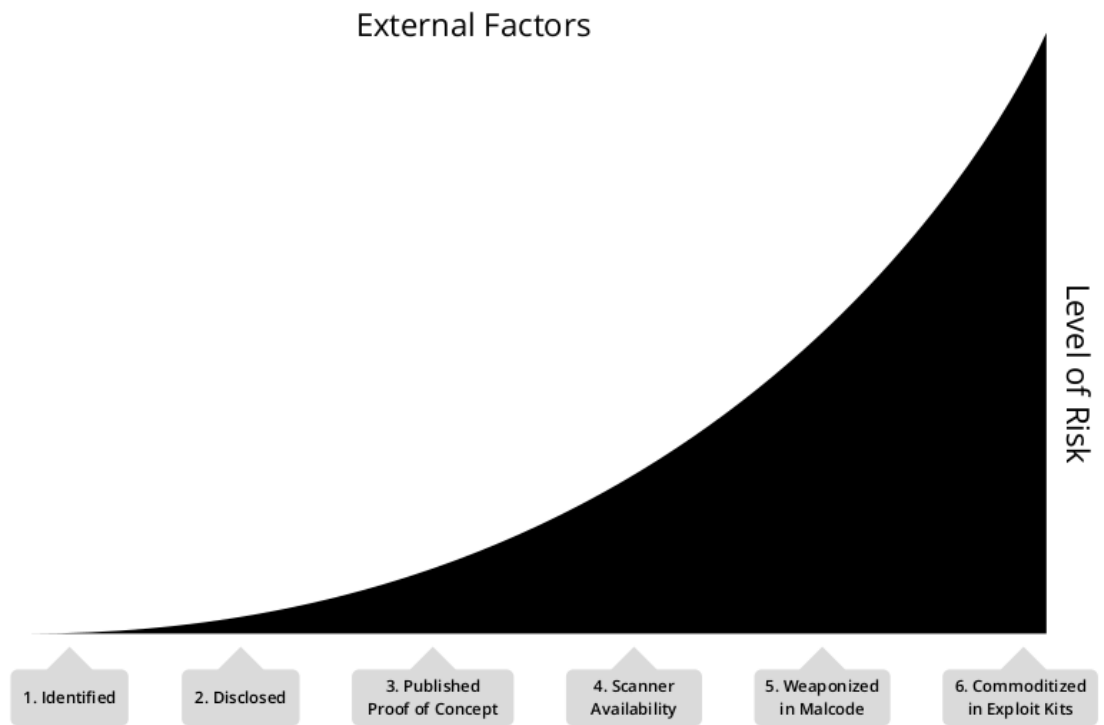 External Factors
Level of Risk
1. Identified
2. Disclosed
3. Published
Proof of Concept
4. Scanner
Availability
5. Weaponized
in Malcode
6. Commoditized
in Exploit Kits